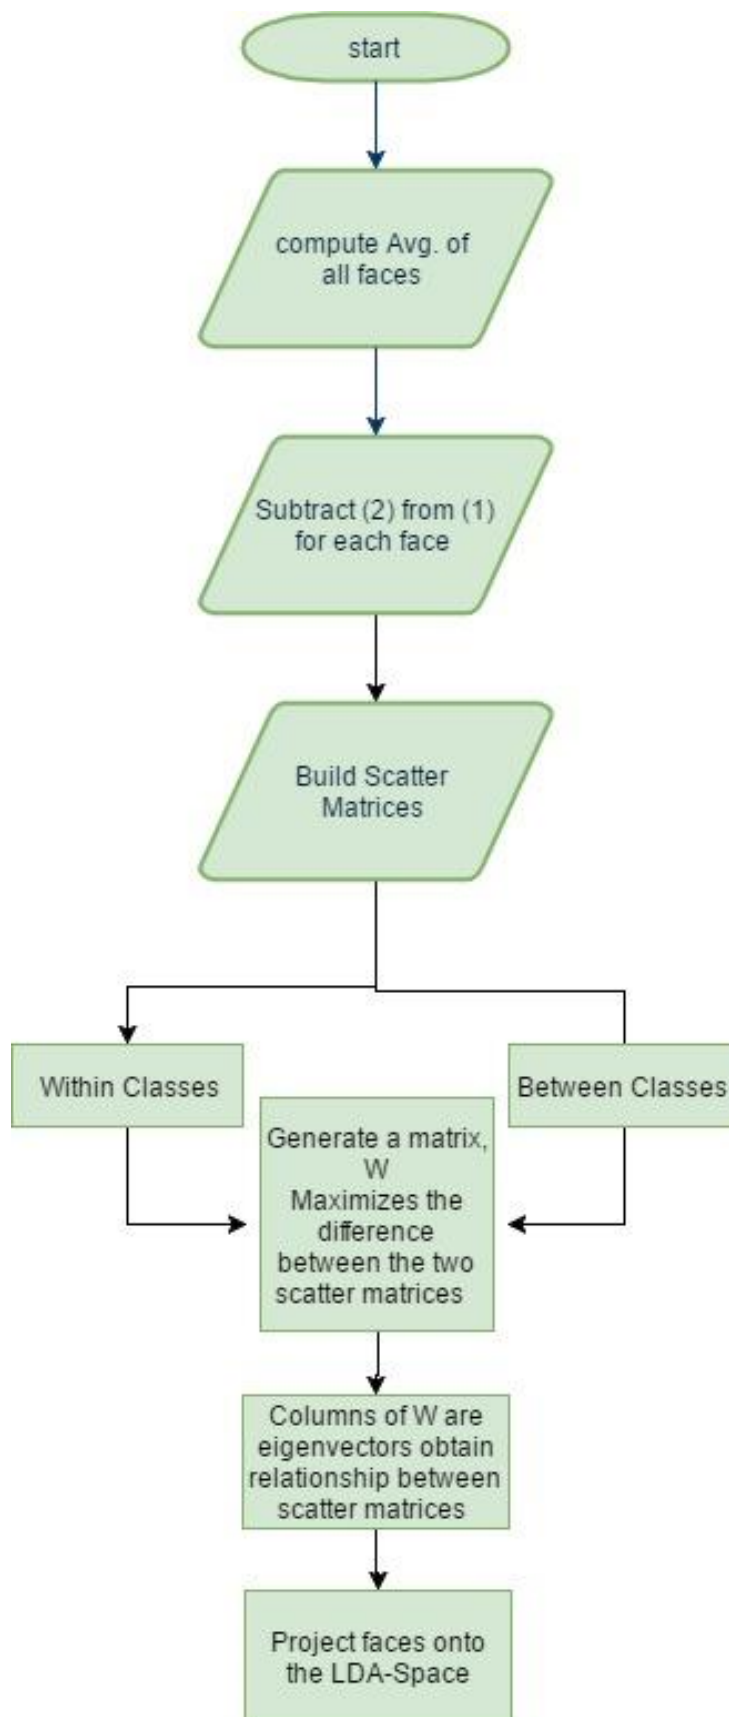 start
compute Avg. of
all faces
Subtract (2) from (1)
for each face
Build Scatter
Matrices
Within Classes
Between Classes
Generate a matrix,
W
Maximizes the
difference
between the two
scatter matrices
Columns of W are
eigenvectors obtain
relationship between
scatter matrices
Project faces onto
the LDA-Space